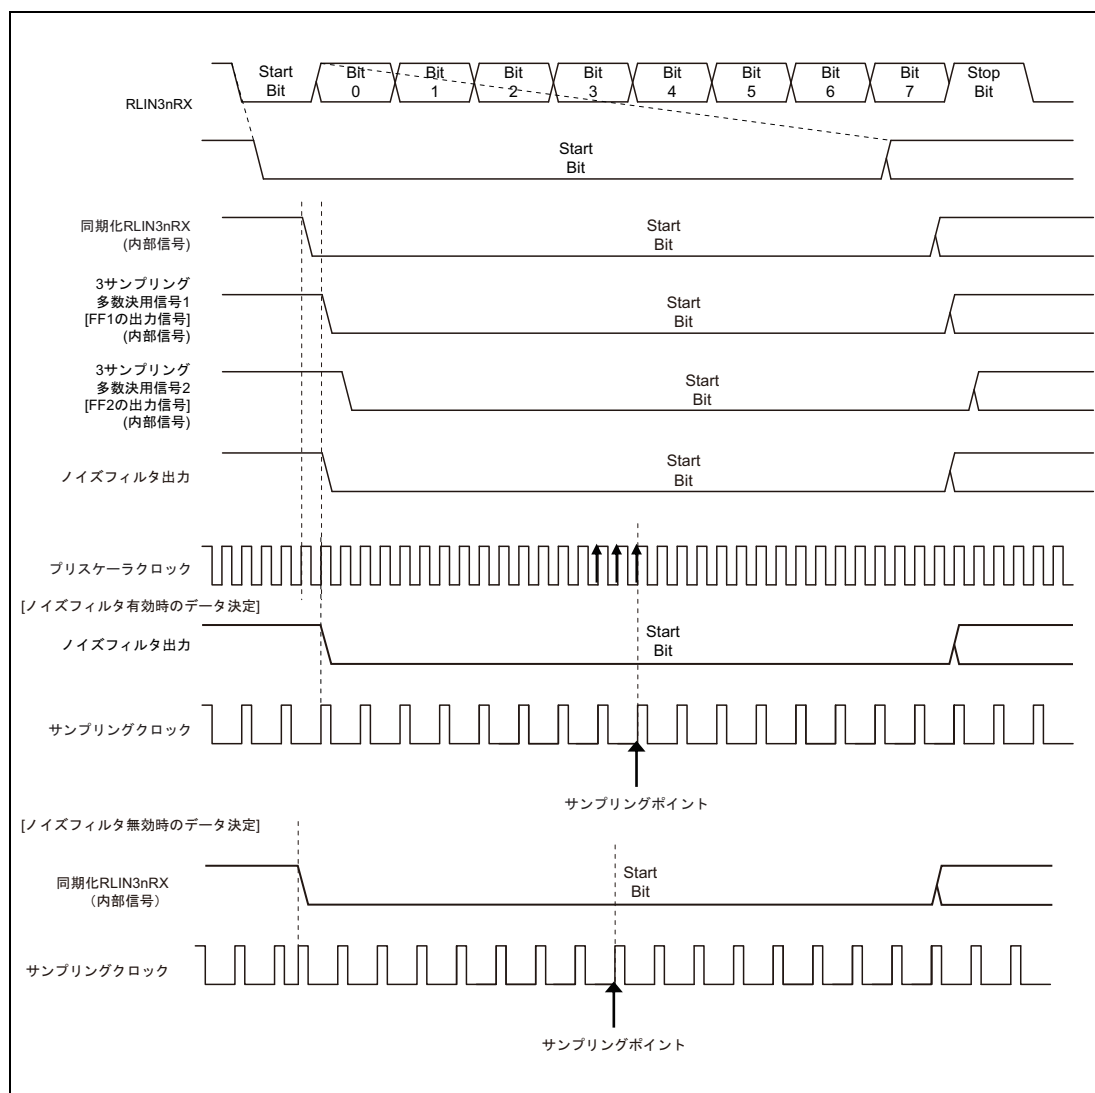 RLIN3nRX
Start
Bit
Bit
0
Bit
1
Bit
2
Bit
3
Bit
4
Bit
5
Bit
6
Bit
7
Stop
Bit
Start
Bit
同期化RLIN3nRX
(内部信号)
Start
Bit
3サンプリング
多数決用信号1
[FF1の出力信号]
(内部信号)
Start
Bit
3サンプリング
多数決用信号2
[FF2の出力信号]
(内部信号)
Start
Bit
ノイズフィルタ出力
Start
Bit
プリスケーラクロック
[ノイズフィルタ有効時のデータ決定]
ノイズフィルタ出力
Start
Bit
サンプリングクロック
サンプリングポイント
[ノイズフィルタ無効時のデータ決定]
同期化RLIN3nRX
（内部信号）
Start
Bit
サンプリングクロック
サンプリングポイント